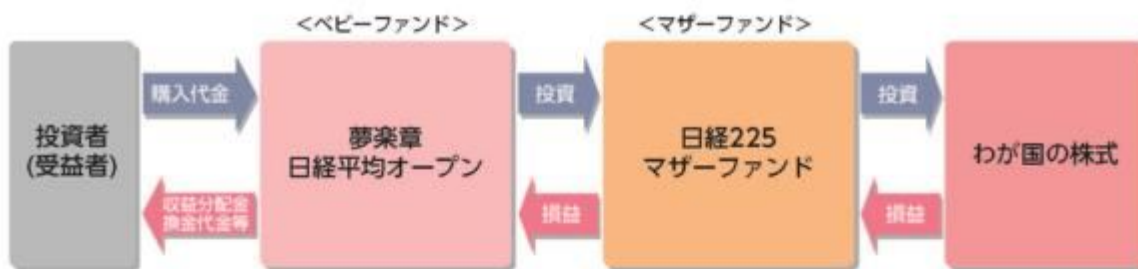 <ベビーファンド>
<マザーファンド>
投資者
(受益者)
購入代金
収益分配金
換金代金等
夢楽章
日経平均オープン
投資
損益
日経225
マザーファンド
投資
損益
わが国の株式